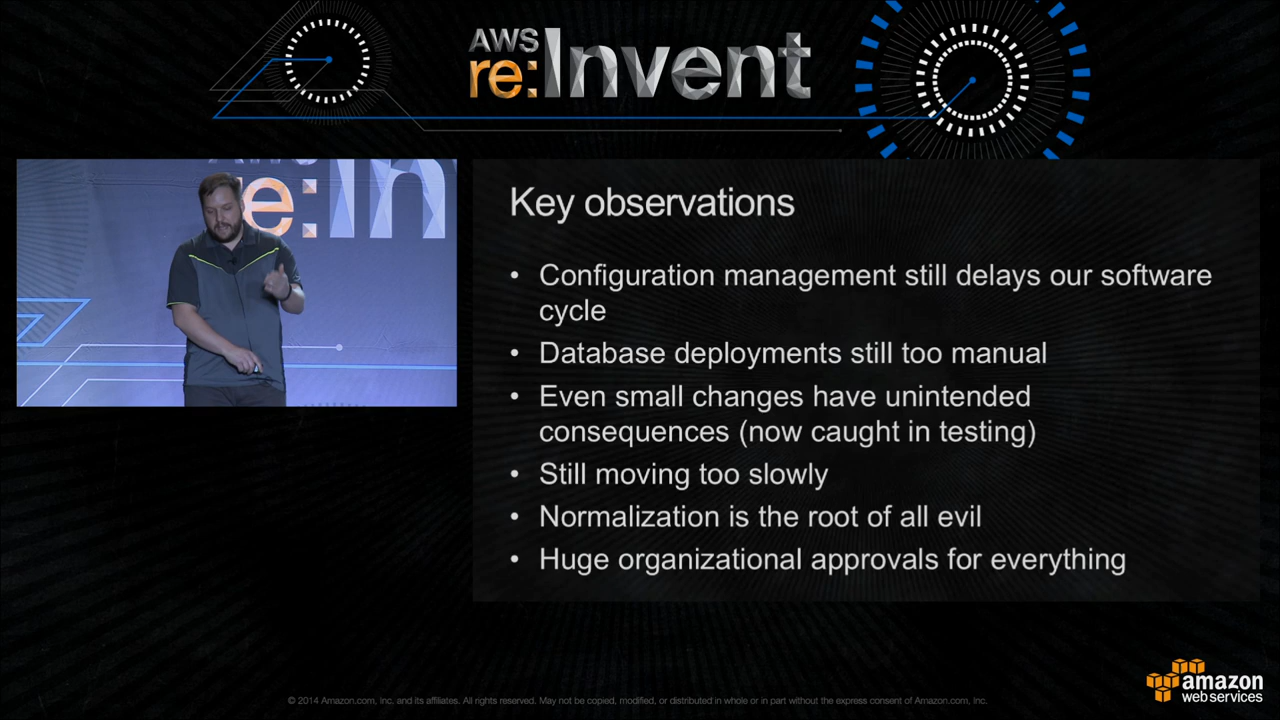 AWS
re:Invent
AWS
re:In
Key observations
• Configuration management still delays our software
cycle
• Database deployments still too manual
• Even small changes have unintended
consequences (now caught in testing)
• Still moving too slowly
• Normalization is the root of all evil
• Huge organizational approvals for everything
© 2014 Amazon.com, Inc. and its affiliates. All rights reserved. May not be copied, modified, or distributed in whole or in part without the express consent of Amazon.com, Inc.
amazon
web services